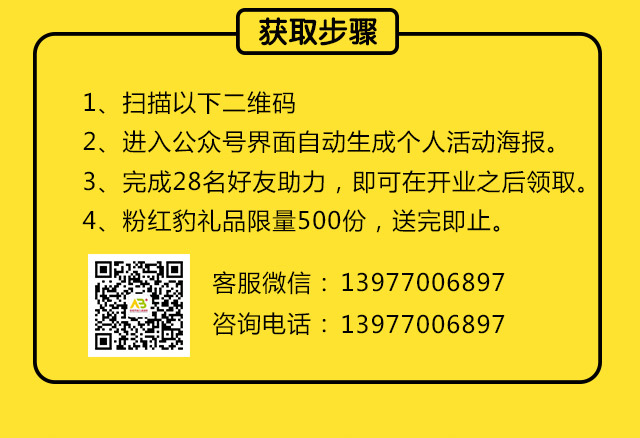 获取步骤
1、扫描以下二维码
2、进入公众号界面自动生成个人活动海报。
3、完成28名好友助力，即可在开业之后领取。
4、粉红豹礼品限量500份，送完即止。
客服微信：13977006897
咨询电话：13977006897